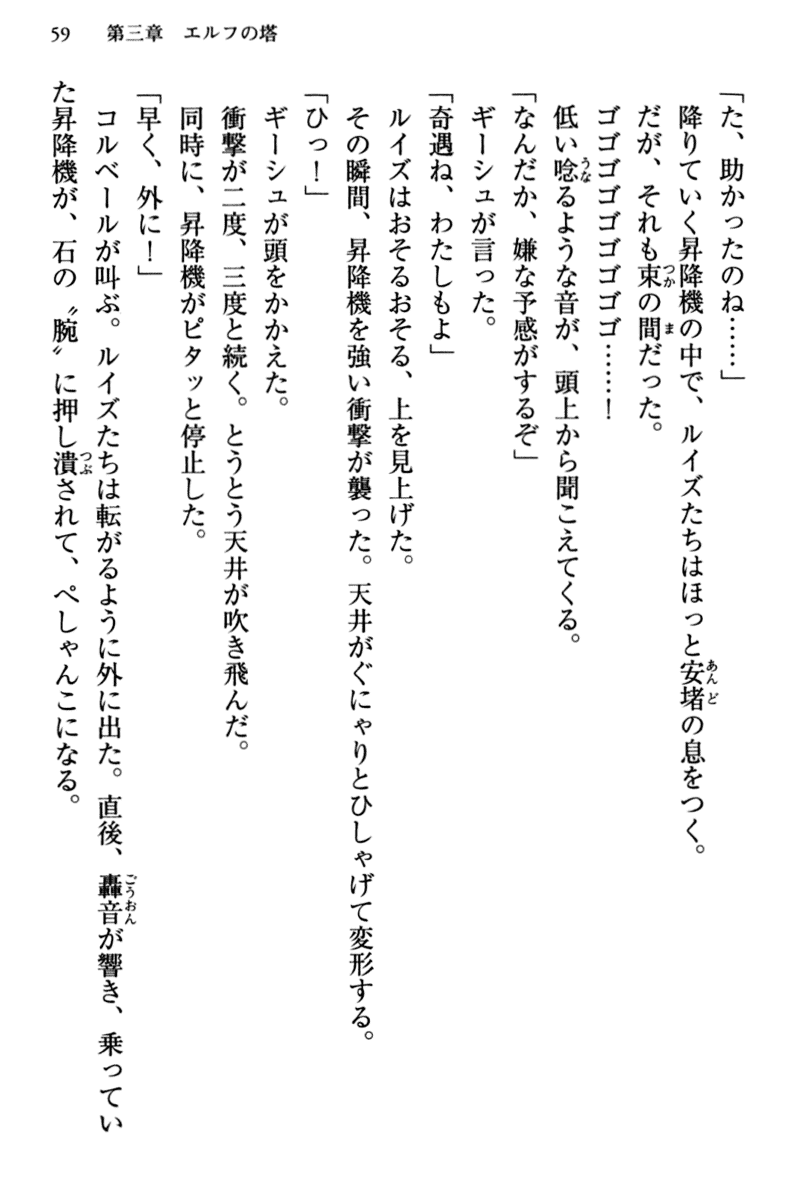 59　第三章　エルフの塔
「た、助かったのね……」
降りていく昇降機の中で、ルイズたちはほっと安堵の息をつく。
だが、それも束の間だった。
ゴゴゴゴゴゴゴゴゴ……！
低い唸るような音が、頭上から聞こえてくる。
「なんだか、嫌な予感がするぞ」
ギーシュが言った。
「奇遇ね、わたしもよ」
ルイズはおそるおそる、上を見上げた。
その瞬間、昇降機を強い衝撃が襲った。天井がぐにゃりとひしゃげて変形する。
「ひっ！」
ギーシュが頭をかかえた。
衝撃が二度、三度と続く。とうとう天井が吹き飛んだ。
同時に、昇降機がピタッと停止した。
「早く、外に！」
コルベールが叫ぶ。ルイズたちは転がるように外に出た。直後、轟音が響き、乗ってい
た昇降機が、石の〝腕〟に押し潰されて、ぺしゃんこになる。